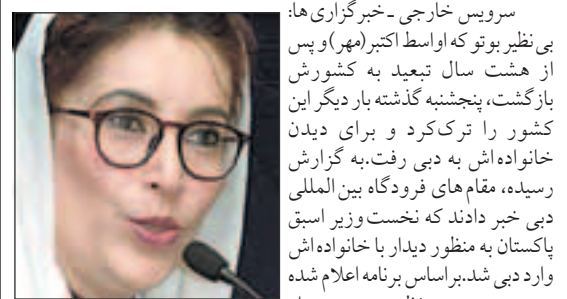 سرویس خارجی ـ خبرگزاری‌ها:
بی‌نظیر بوتو که اواسط اکتبر(مهر) و پس
از هشت سال تبعید به کشورش
بازگشت، پنجشنبه گذشته بار دیگر این
کشور را ترک‌کرد و برای دیدن
خانواده‌اش به دبی رفت.به گزارش
رسیده، مقام‌های فرودگاه بین‌المللی
دبی خبر دادند که نخست وزیر اسبق
پاکستان به منظور دیدار با خانواده‌اش
وارد دبی شد.براساس برنامه اعلام شده